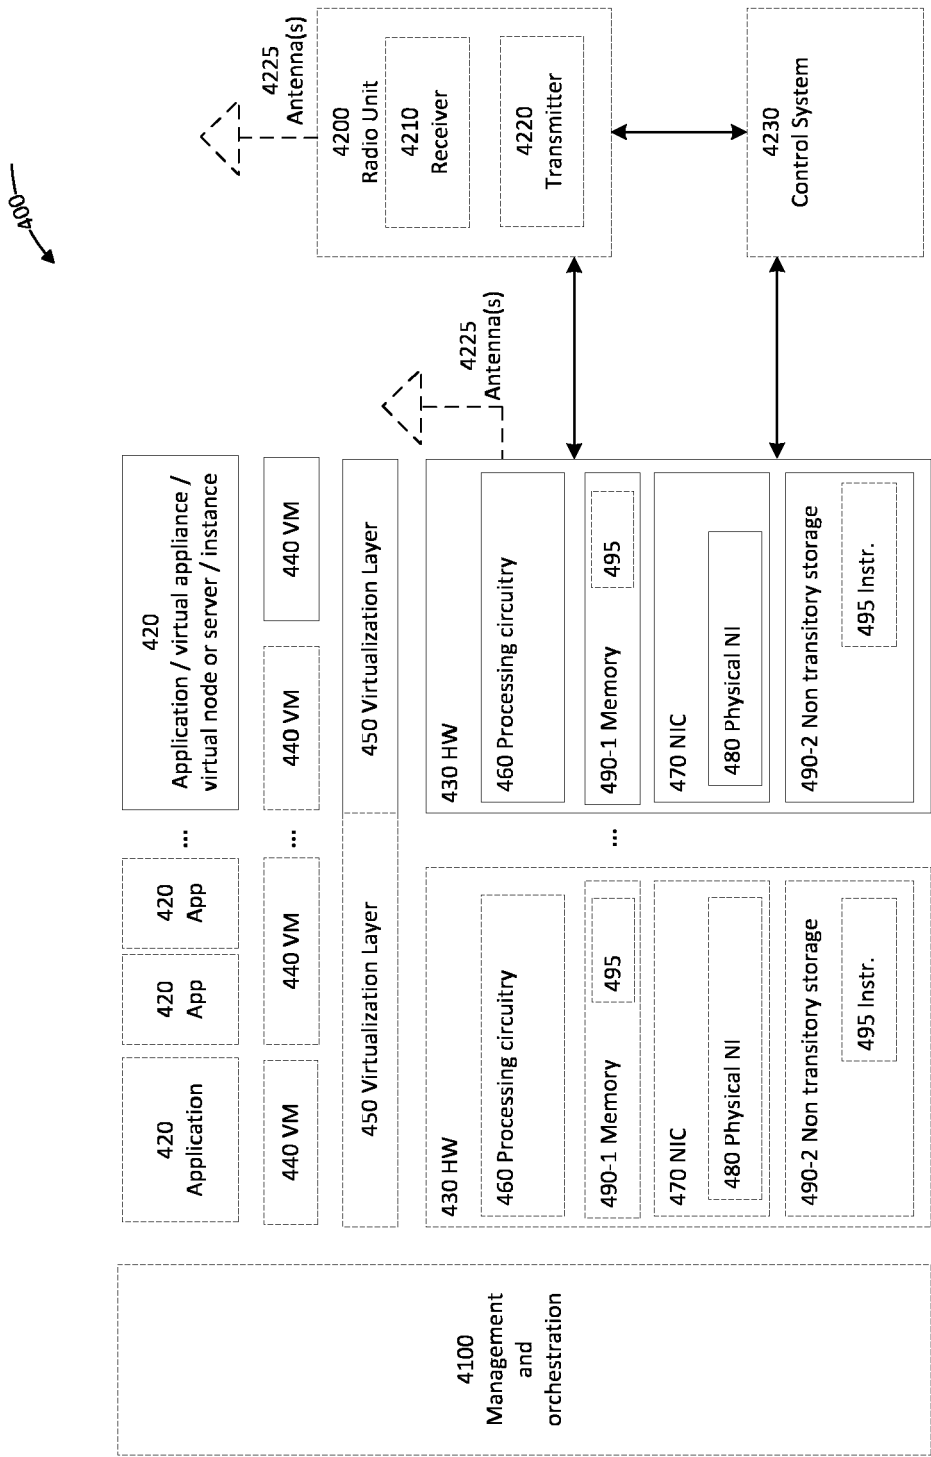 400
4100
Management
and
orchestration
420
Application
420
App
420
App
...
420
Application / virtual appliance /
virtual node or server / instance
440 VM
440 VM
...
440 VM
440 VM
450 Virtualization Layer
450 Virtualization Layer
430 HW
460 Processing circuitry
490-1 Memory
495
470 NIC
480 Physical NI
490-2 Non transitory storage
495 Instr.
...
430 HW
460 Processing circuitry
490-1 Memory
495
470 NIC
480 Physical NI
490-2 Non transitory storage
495 Instr.
4225
Antenna(s)
4225
Antenna(s)
4200
Radio Unit
4210
Receiver
4220
Transmitter
4230
Control System